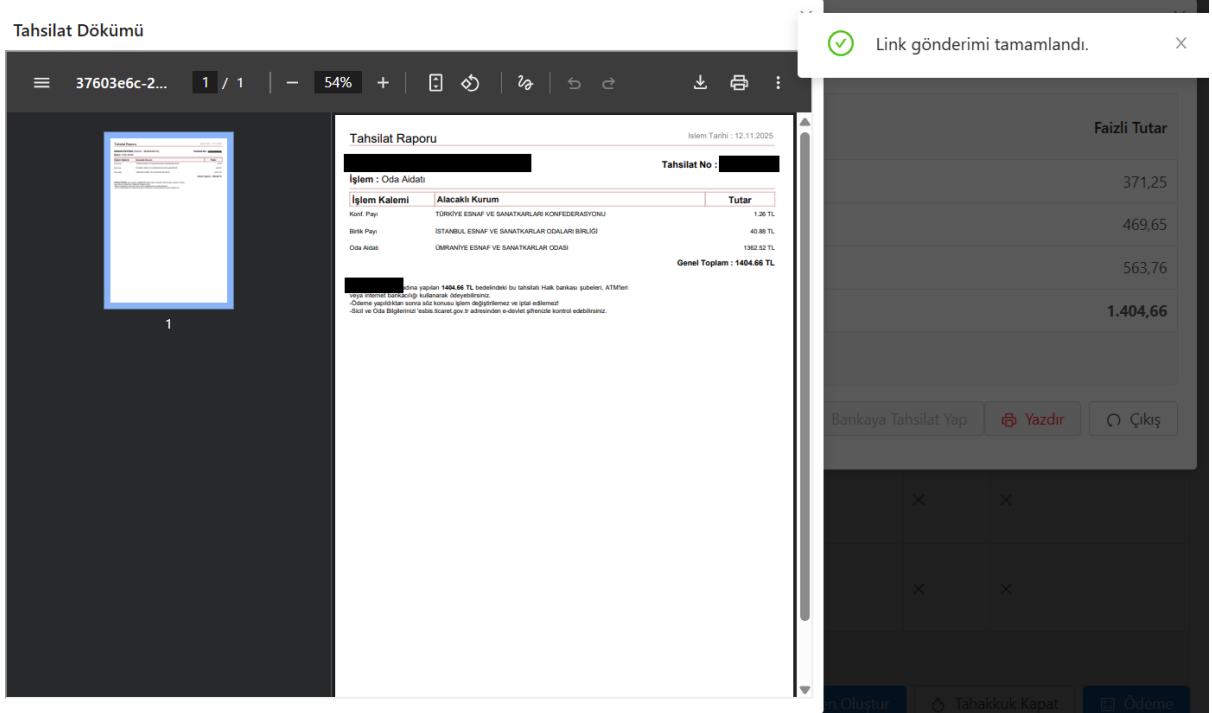 Tahsilat Dökümü
Link gönderimi tamamlandı.
37603e6c-2... 1 / 1 54%
1
Tahsilat Raporu
Islem Tarihi : 12.11.2025
Tahsilat No :
İşlem : Oda Aidatı
İşlem Kalemi Alacaklı Kurum Tutar
Konf. Payı TÜRKİYE ESNAF VE SANATKARLARI KONFEDERASYONU 1.26 TL
Birlik Payı İSTANBUL ESNAF VE SANATKARLAR ODALARI BİRLİĞİ 40.88 TL
Oda Aidatı ÜMRANİYE ESNAF VE SANATKARLAR ODASI 1362.52 TL
Genel Toplam : 1404.66 TL
adına yapılan 1404.66 TL bedelindeki bu tahsilatı Halk bankası şubeleri, ATM'leri
veya internet bankacılığı kullanarak ödeyebilirsiniz.
-Ödeme yapıldıktan sonra söz konusu işlem değiştirilemez ve iptal edilemez!
-Sicil ve Oda Bilgilerinizi 'esbis.ticaret.gov.tr adresinden e-devlet şifrenizle kontrol edebilirsiniz.
Faizli Tutar
371,25
469,65
563,76
1.404,66
Bankaya Tahsilat Yap Yazdır Çıkış
en Oluştur Tahakkuk Kapat Ödeme